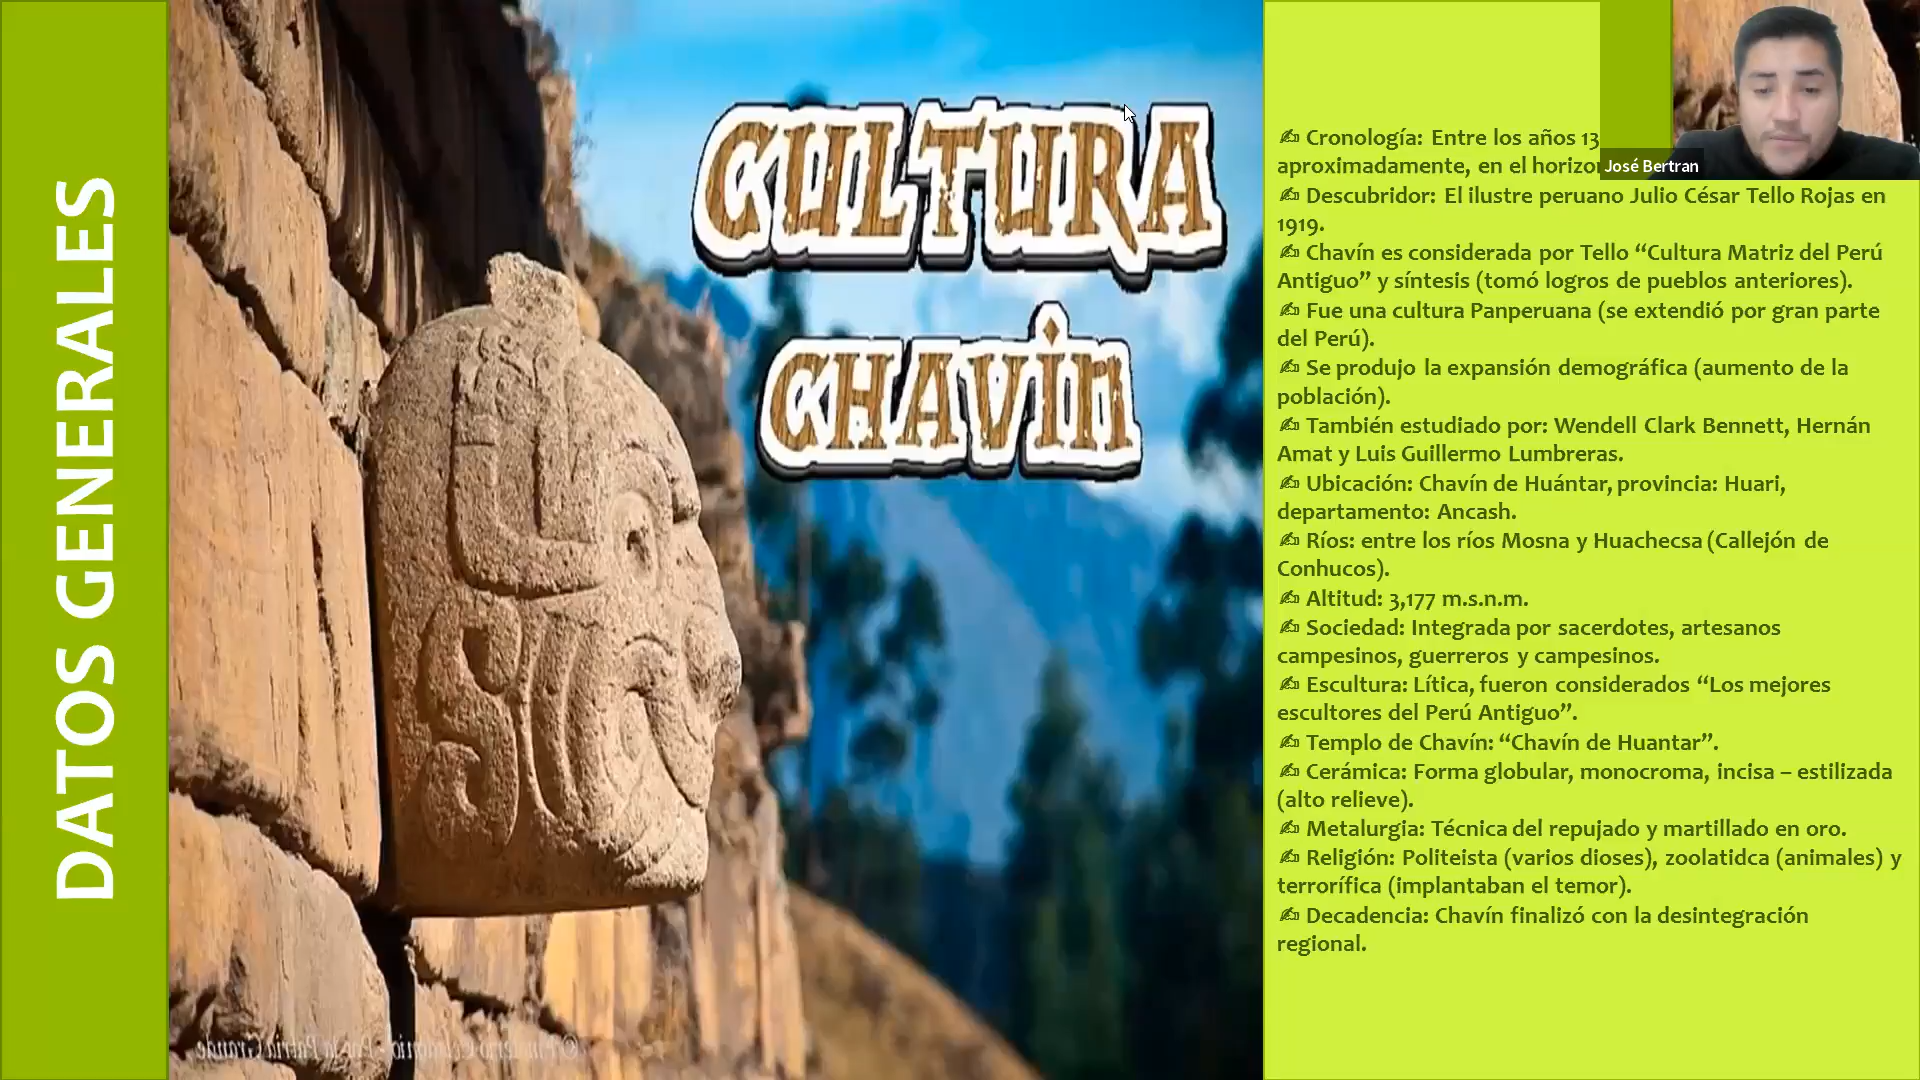 DATOS GENERALES
CULTURA
CHAVÍN
✍ Cronología: Entre los años 13
aproximadamente, en el horizo
José Bertran
✍ Descubridor: El ilustre peruano Julio César Tello Rojas en
1919.
✍ Chavín es considerada por Tello “Cultura Matriz del Perú
Antiguo” y síntesis (tomó logros de pueblos anteriores).
✍ Fue una cultura Panperuana (se extendió por gran parte
del Perú).
✍ Se produjo la expansión demográfica (aumento de la
población).
✍ También estudiado por: Wendell Clark Bennett, Hernán
Amat y Luis Guillermo Lumbreras.
✍ Ubicación: Chavín de Huántar, provincia: Huari,
departamento: Ancash.
✍ Ríos: entre los ríos Mosna y Huachecsa (Callejón de
Conhucos).
✍ Altitud: 3,177 m.s.n.m.
✍ Sociedad: Integrada por sacerdotes, artesanos
campesinos, guerreros y campesinos.
✍ Escultura: Lítica, fueron considerados “Los mejores
escultores del Perú Antiguo”.
✍ Templo de Chavín: “Chavín de Huantar”.
✍ Cerámica: Forma globular, monocroma, incisa – estilizada
(alto relieve).
✍ Metalurgia: Técnica del repujado y martillado en oro.
✍ Religión: Politeista (varios dioses), zoolatidca (animales) y
terrorífica (implantaban el temor).
✍ Decadencia: Chavín finalizó con la desintegración
regional.